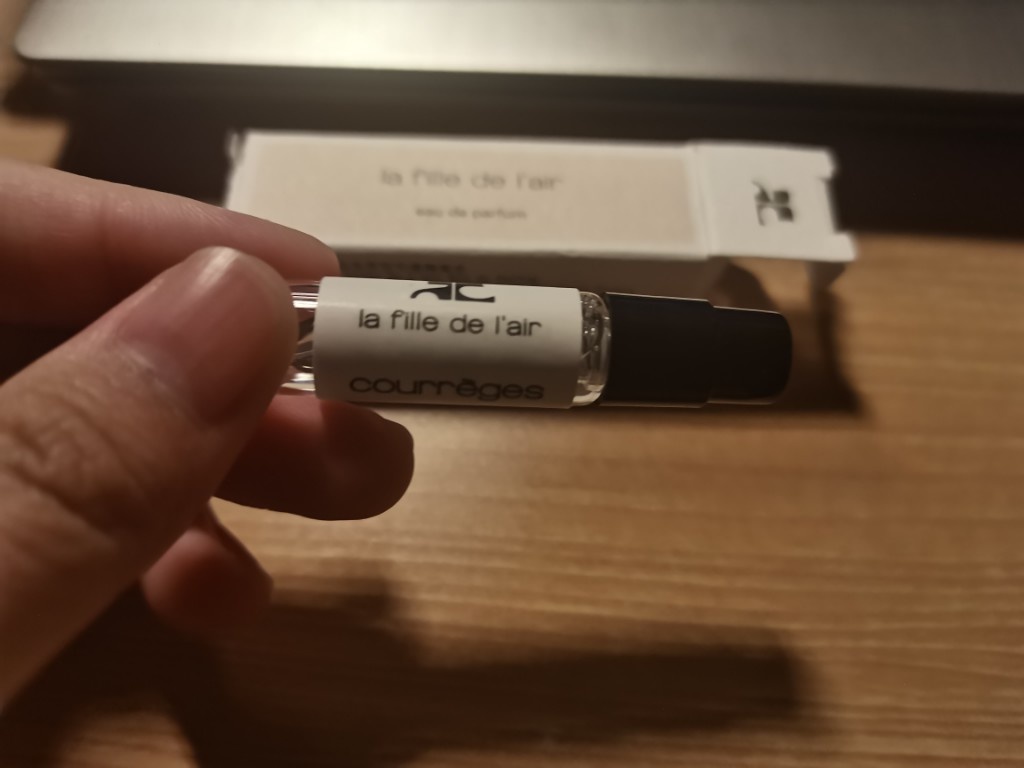 la fille de l'air
eau de parfum
la fille de l'air
courrèges